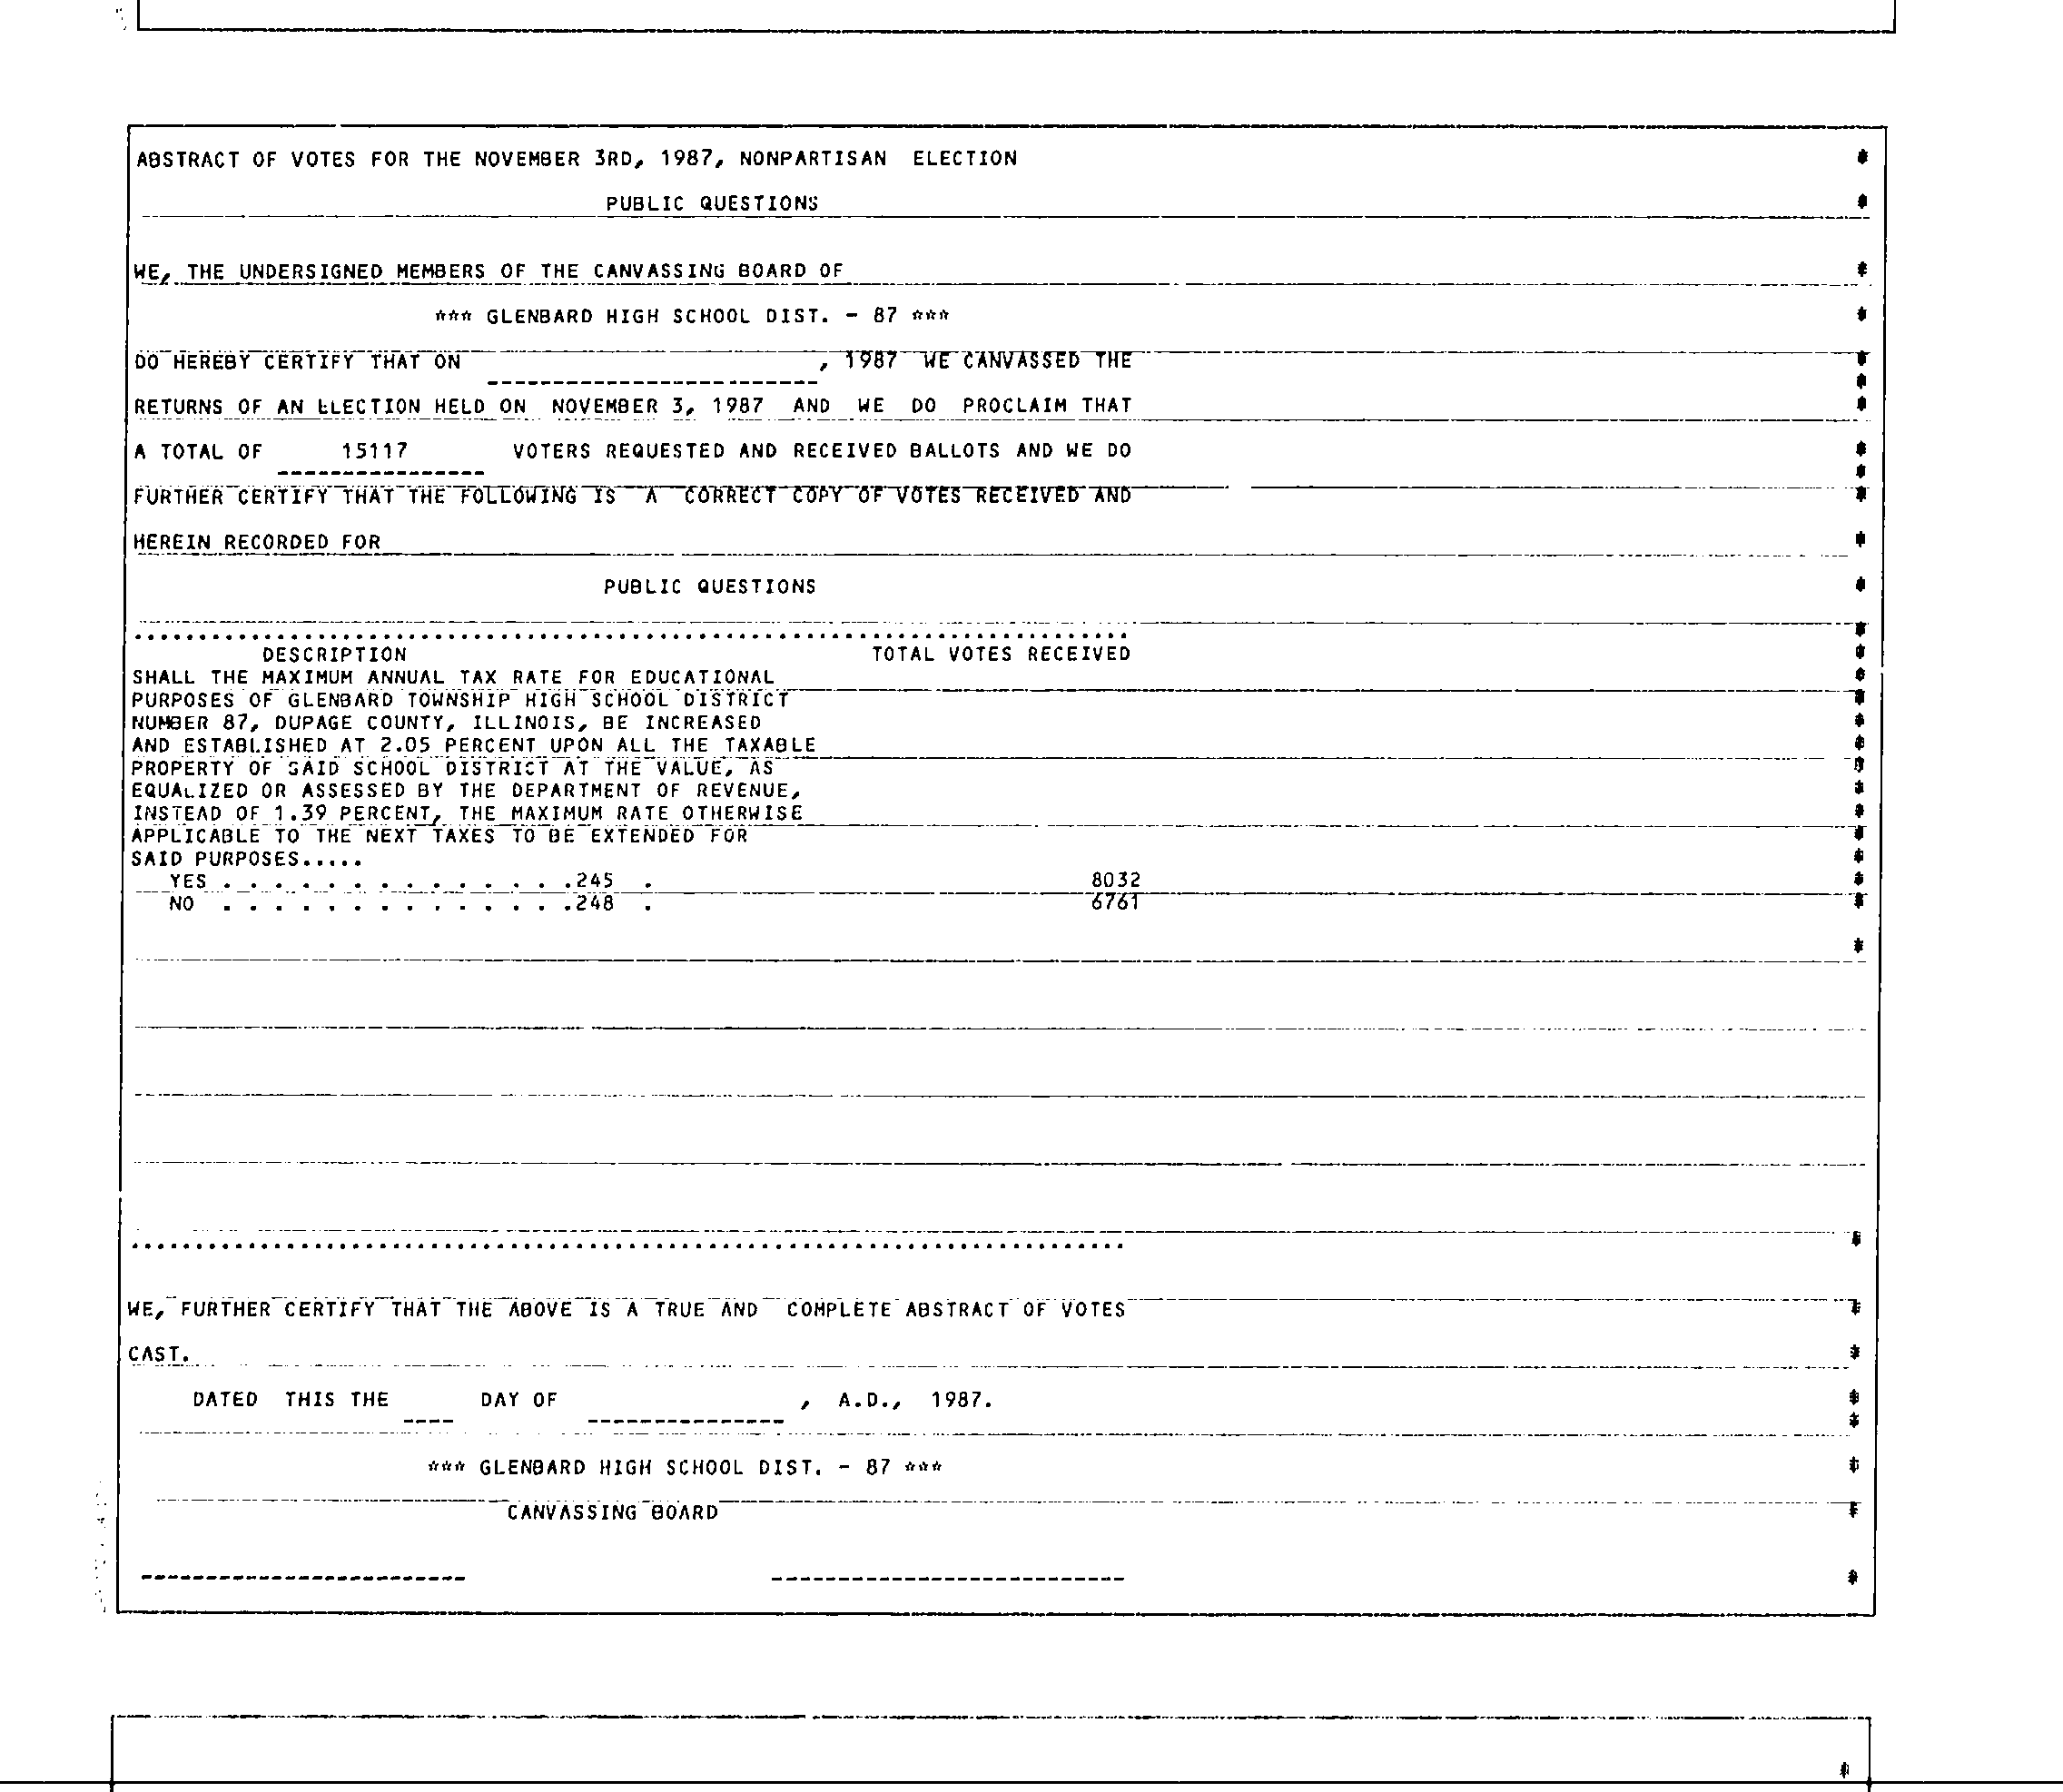 ABSTRACT OF VOTES FOR THE NOVEMBER 3RD, 1987, NONPARTISAN ELECTION
PUBLIC QUESTIONS
WE, THE UNDERSIGNED MEMBERS OF THE CANVASSING BOARD OF
*** GLENBARD HIGH SCHOOL DIST. - 87 ***
DO HEREBY CERTIFY THAT ON ________________, 1987 WE CANVASSED THE
RETURNS OF AN ELECTION HELD ON NOVEMBER 3, 1987 AND WE DO PROCLAIM THAT
A TOTAL OF 15117 VOTERS REQUESTED AND RECEIVED BALLOTS AND WE DO
FURTHER CERTIFY THAT THE FOLLOWING IS A CORRECT COPY OF VOTES RECEIVED AND
HEREIN RECORDED FOR
PUBLIC QUESTIONS
DESCRIPTION TOTAL VOTES RECEIVED
SHALL THE MAXIMUM ANNUAL TAX RATE FOR EDUCATIONAL
PURPOSES OF GLENBARD TOWNSHIP HIGH SCHOOL DISTRICT
NUMBER 87, DUPAGE COUNTY, ILLINOIS, BE INCREASED
AND ESTABLISHED AT 2.05 PERCENT UPON ALL THE TAXABLE
PROPERTY OF SAID SCHOOL DISTRICT AT THE VALUE, AS
EQUALIZED OR ASSESSED BY THE DEPARTMENT OF REVENUE,
INSTEAD OF 1.39 PERCENT, THE MAXIMUM RATE OTHERWISE
APPLICABLE TO THE NEXT TAXES TO BE EXTENDED FOR
SAID PURPOSES.....
YES . . . . . . . . . . . . . .245 . 8032
NO . . . . . . . . . . . . . .248 . 6761
WE, FURTHER CERTIFY THAT THE ABOVE IS A TRUE AND COMPLETE ABSTRACT OF VOTES
CAST.
DATED THIS THE ____ DAY OF _______________, A.D., 1987.
*** GLENBARD HIGH SCHOOL DIST. - 87 ***
CANVASSING BOARD